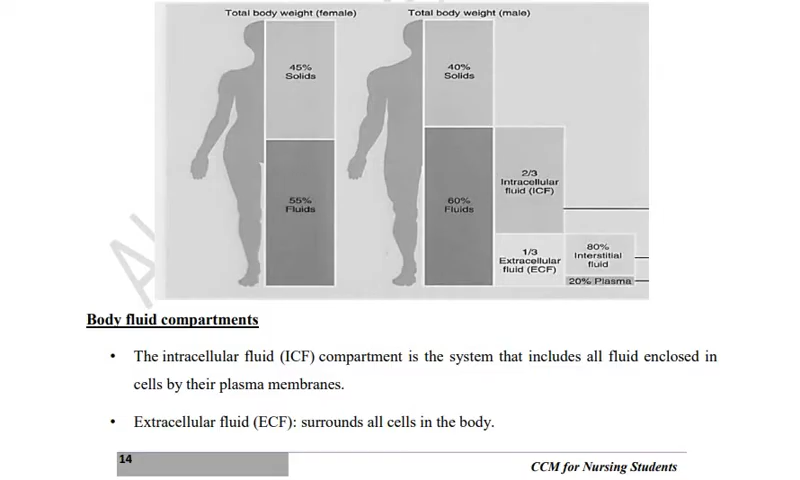 Total body weight (female)
Total body weight (male)
45%
Solids
40%
Solids
55%
Fluids
60%
Fluids
2/3
Intracellular
fluid (ICF)
1/3
Extracellular
fluid (ECF)
80%
Interstitial
fluid
20% Plasma
Body fluid compartments
• The intracellular fluid (ICF) compartment is the system that includes all fluid enclosed in
cells by their plasma membranes.
• Extracellular fluid (ECF): surrounds all cells in the body.
14
CCM for Nursing Students